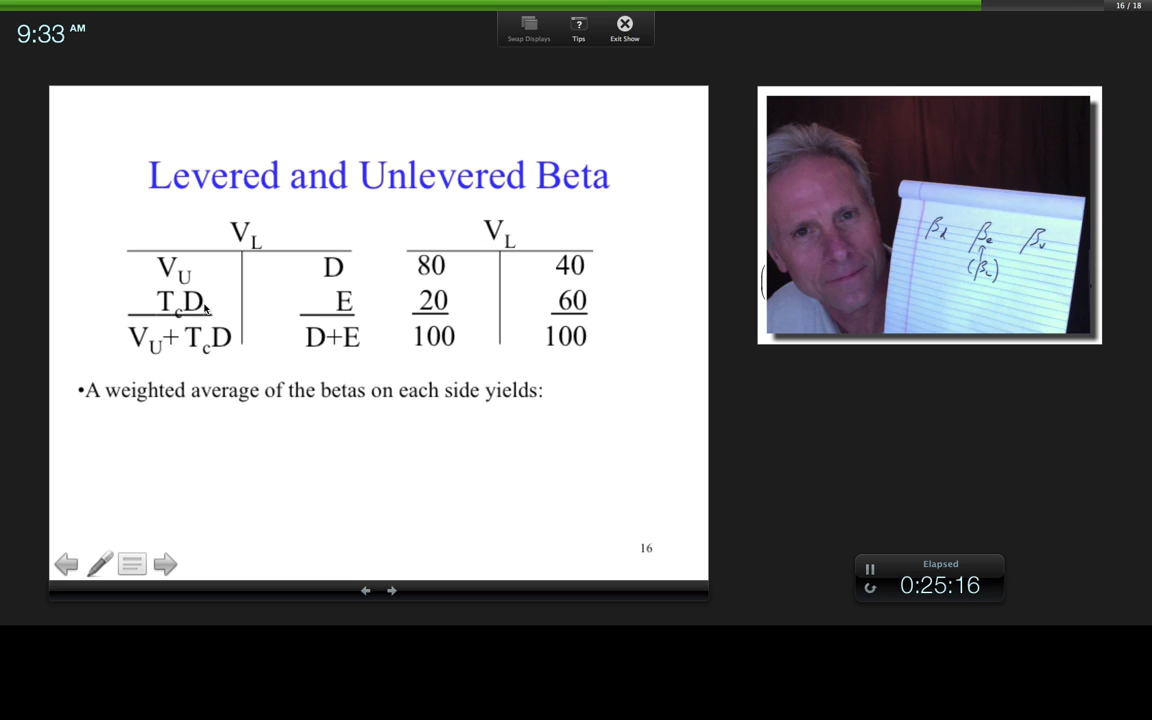 16 / 18
9:33 AM
Swap Displays Tips Exit Show
Levered and Unlevered Beta
V_L V_L
V_U D 80 40
T_cD E 20 60
V_U+ T_cD D+E 100 100
•A weighted average of the betas on each side yields:
16
β_d β_e β_u
(β_L)
Elapsed
0:25:16